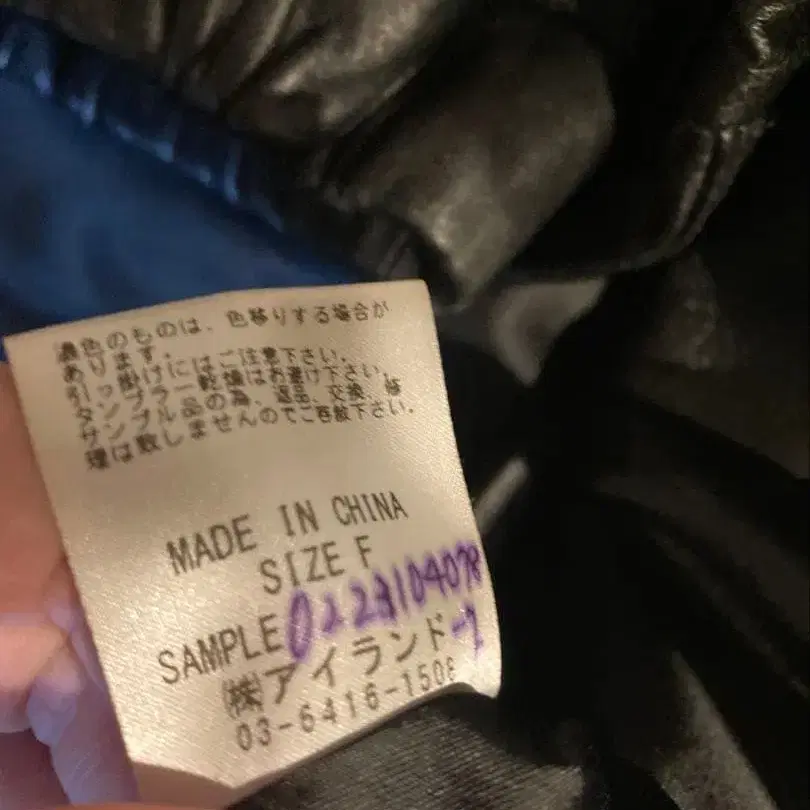 濃色のものは、色移りする場合が
あります。
引っ掛けにはご注意下さい。
タンブラー乾燥はお避け下さい。
サンプル品の為、返品、交換、修
理は致しませんのでご容赦下さい。
MADE IN CHINA
SIZE F
SAMPLE 0223104078
-2
㈱アイランド
03-6416-1508